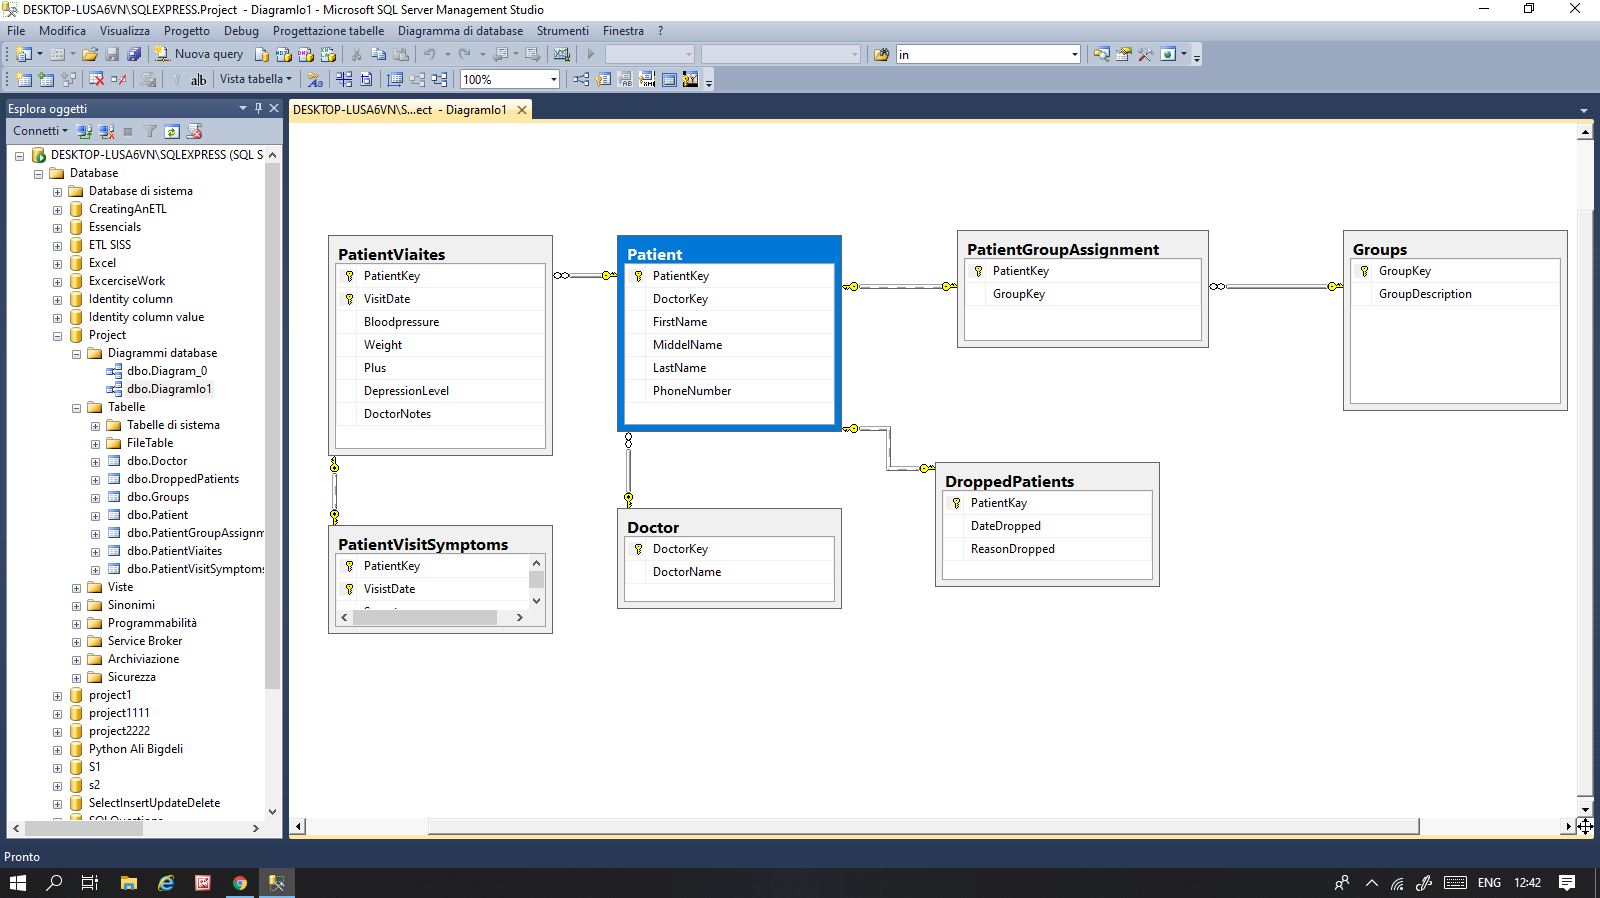 DESKTOP-LUSA6VN\SQLEXPRESS.Project - Diagramlo1 - Microsoft SQL Server Management Studio
File Modifica Visualizza Progetto Debug Progettazione tabelle Diagramma di database Strumenti Finestra ?
Nuova query
in
ab
Vista tabella
100%
Esplora oggetti
Connetti
DESKTOP-LUSA6VN\SQLEXPRESS (SQL S
Database
Database di sistema
CreatingAnETL
Essencials
ETL SISS
Excel
ExcerciseWork
Identity column
Identity column value
Project
Diagrammi database
dbo.Diagram_0
dbo.Diagramlo1
Tabelle
Tabelle di sistema
FileTable
dbo.Doctor
dbo.DroppedPatients
dbo.Groups
dbo.Patient
dbo.PatientGroupAssignm
dbo.PatientViaites
dbo.PatientVisitSymptoms
Viste
Sinonimi
Programmabilità
Service Broker
Archiviazione
Sicurezza
project1
project1111
project2222
Python Ali Bigdeli
S1
s2
SelectInsertUpdateDelete
DESKTOP-LUSA6VN\S...ect - Diagramlo1
PatientViaites
PatientKey
VisitDate
Bloodpressure
Weight
Plus
DepressionLevel
DoctorNotes
Patient
PatientKey
DoctorKey
FirstName
MiddelName
LastName
PhoneNumber
PatientGroupAssignment
PatientKey
GroupKey
Groups
GroupKey
GroupDescription
PatientVisitSymptoms
PatientKey
VisistDate
Doctor
DoctorKey
DoctorName
DroppedPatients
PatientKay
DateDropped
ReasonDropped
Pronto
ENG 12:42